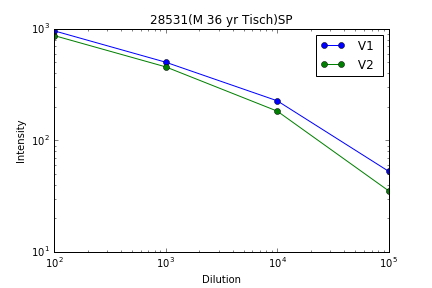 28531(M 36 yr Tisch)SP
10³
V1
V2
10²
Intensity
10¹
10² 10³ 10⁴ 10⁵
Dilution